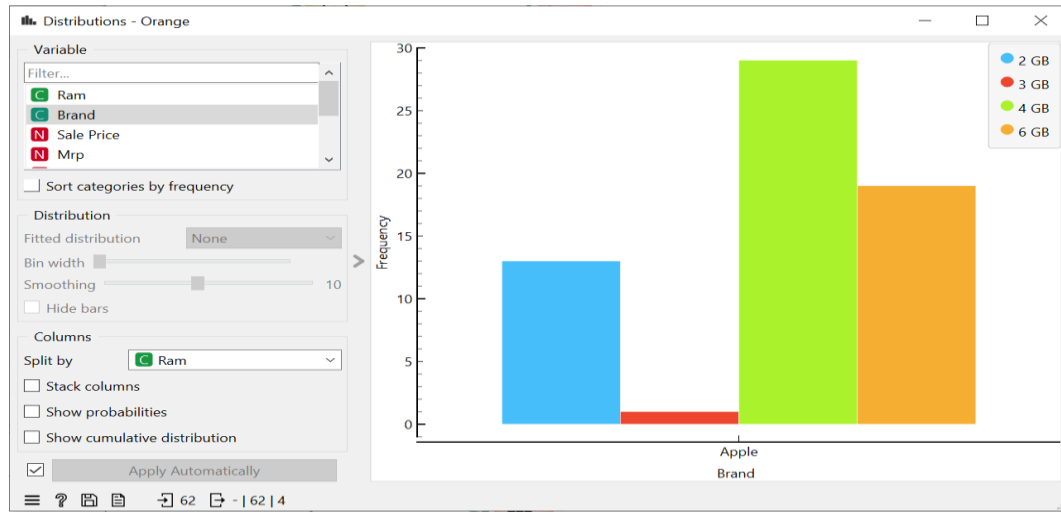 Distributions - Orange
Variable
Filter...
C Ram
C Brand
N Sale Price
N Mrp
Sort categories by frequency
Distribution
Fitted distribution None
Bin width
Smoothing 10
Hide bars
Columns
Split by C Ram
Stack columns
Show probabilities
Show cumulative distribution
Apply Automatically
? 62 - | 62 | 4
>
30
25
20
15
10
5
0
Frequency
Apple
Brand
2 GB
3 GB
4 GB
6 GB